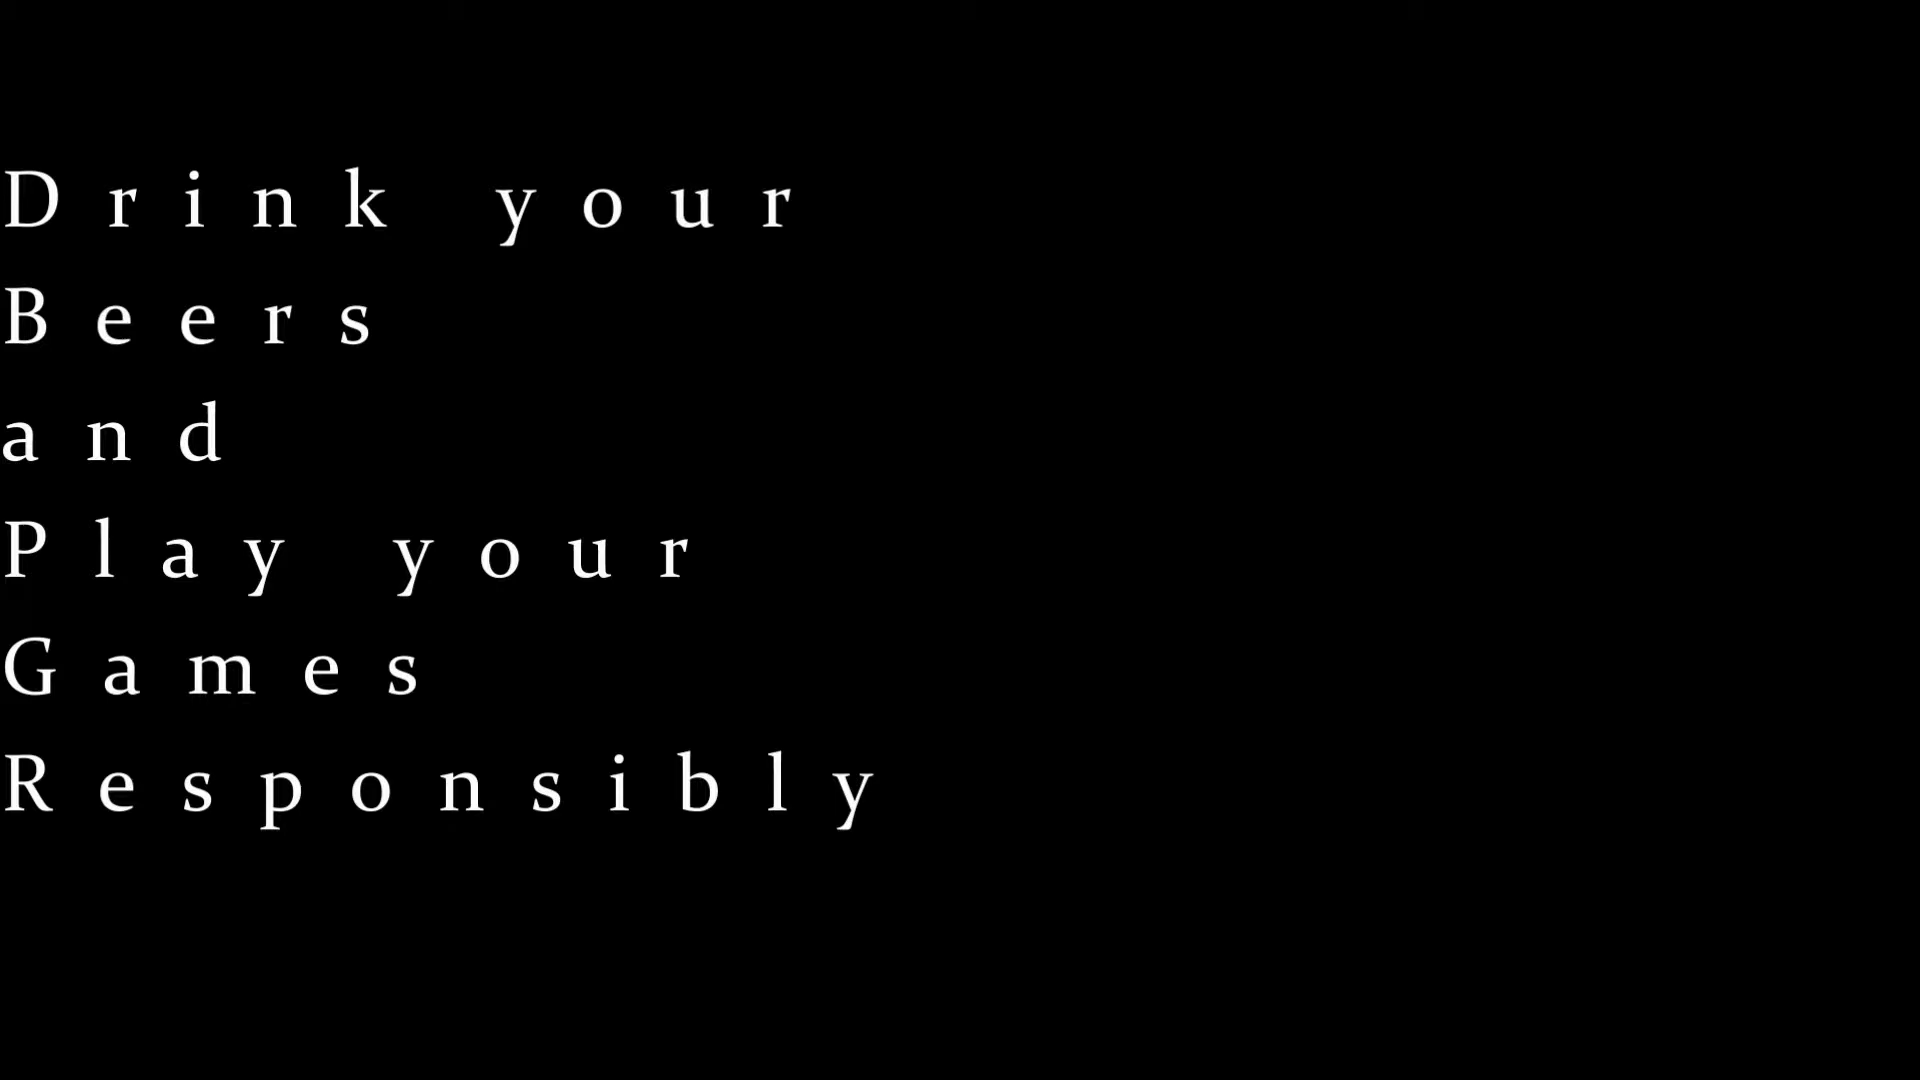 Drink your
Beers
and
Play your
Games
Responsibly